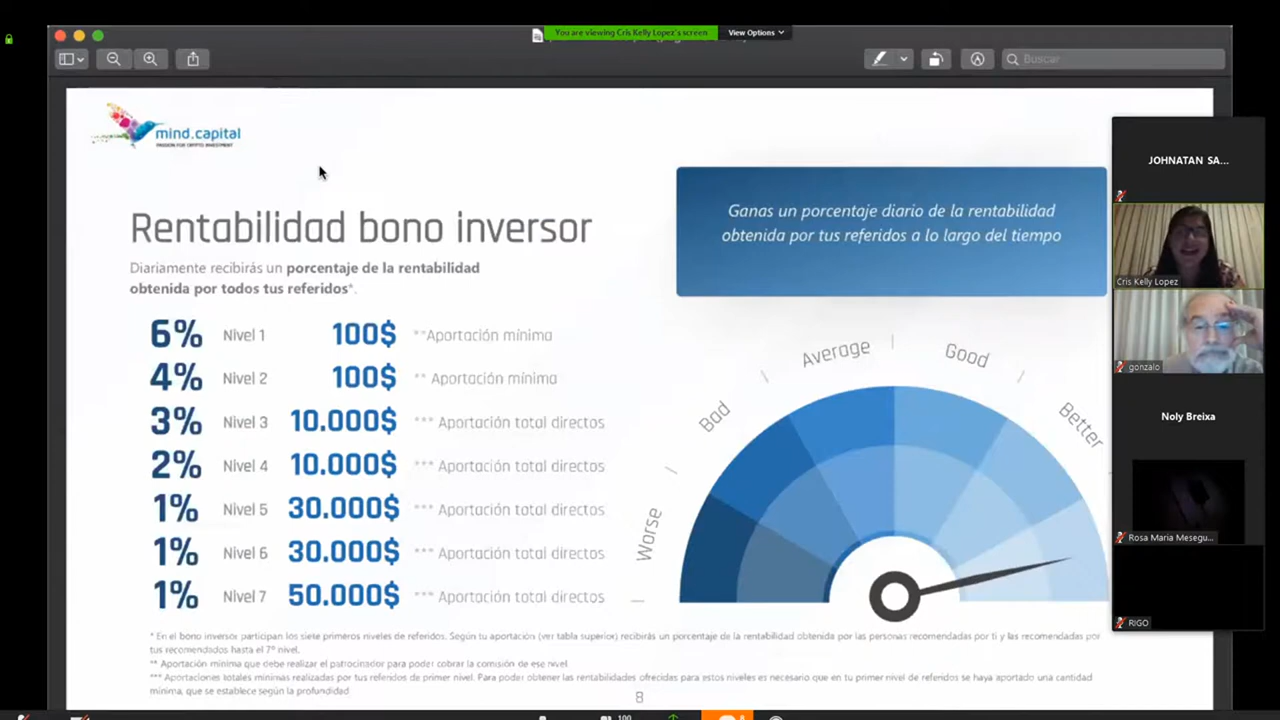 You are viewing Cris Kelly Lopez's screen
View Options
Buscar
mind.capital
PASSION FOR CRYPTO INVESTMENT
Rentabilidad bono inversor
Diariamente recibirás un porcentaje de la rentabilidad
obtenida por todos tus referidos*.
6% Nivel 1 100$ **Aportación mínima
4% Nivel 2 100$ ** Aportación mínima
3% Nivel 3 10.000$ *** Aportación total directos
2% Nivel 4 10.000$ *** Aportación total directos
1% Nivel 5 30.000$ *** Aportación total directos
1% Nivel 6 30.000$ *** Aportación total directos
1% Nivel 7 50.000$ *** Aportación total directos
Ganas un porcentaje diario de la rentabilidad
obtenida por tus referidos a lo largo del tiempo
Worse
Bad
Average
Good
Better
* En el bono inversor participan los siete primeros niveles de referidos. Según tu aportación (ver tabla superior) recibirás un porcentaje de la rentabilidad obtenida por las personas recomendadas por ti y las recomendadas por
tus recomendados hasta el 7º nivel.
** Aportación mínima que debe realizar el patrocinador para poder cobrar la comisión de ese nivel.
*** Aportaciones totales mínimas realizadas por tus referidos de primer nivel. Para poder obtener las rentabilidades ofrecidas para estos niveles es necesario que en tu primer nivel de referidos se haya aportado una cantidad
mínima, que se establece según la profundidad
8
JOHNATAN SA...
Cris Kelly Lopez
gonzalo
Noly Breixa
Rosa Maria Mesegu...
RIGO
100